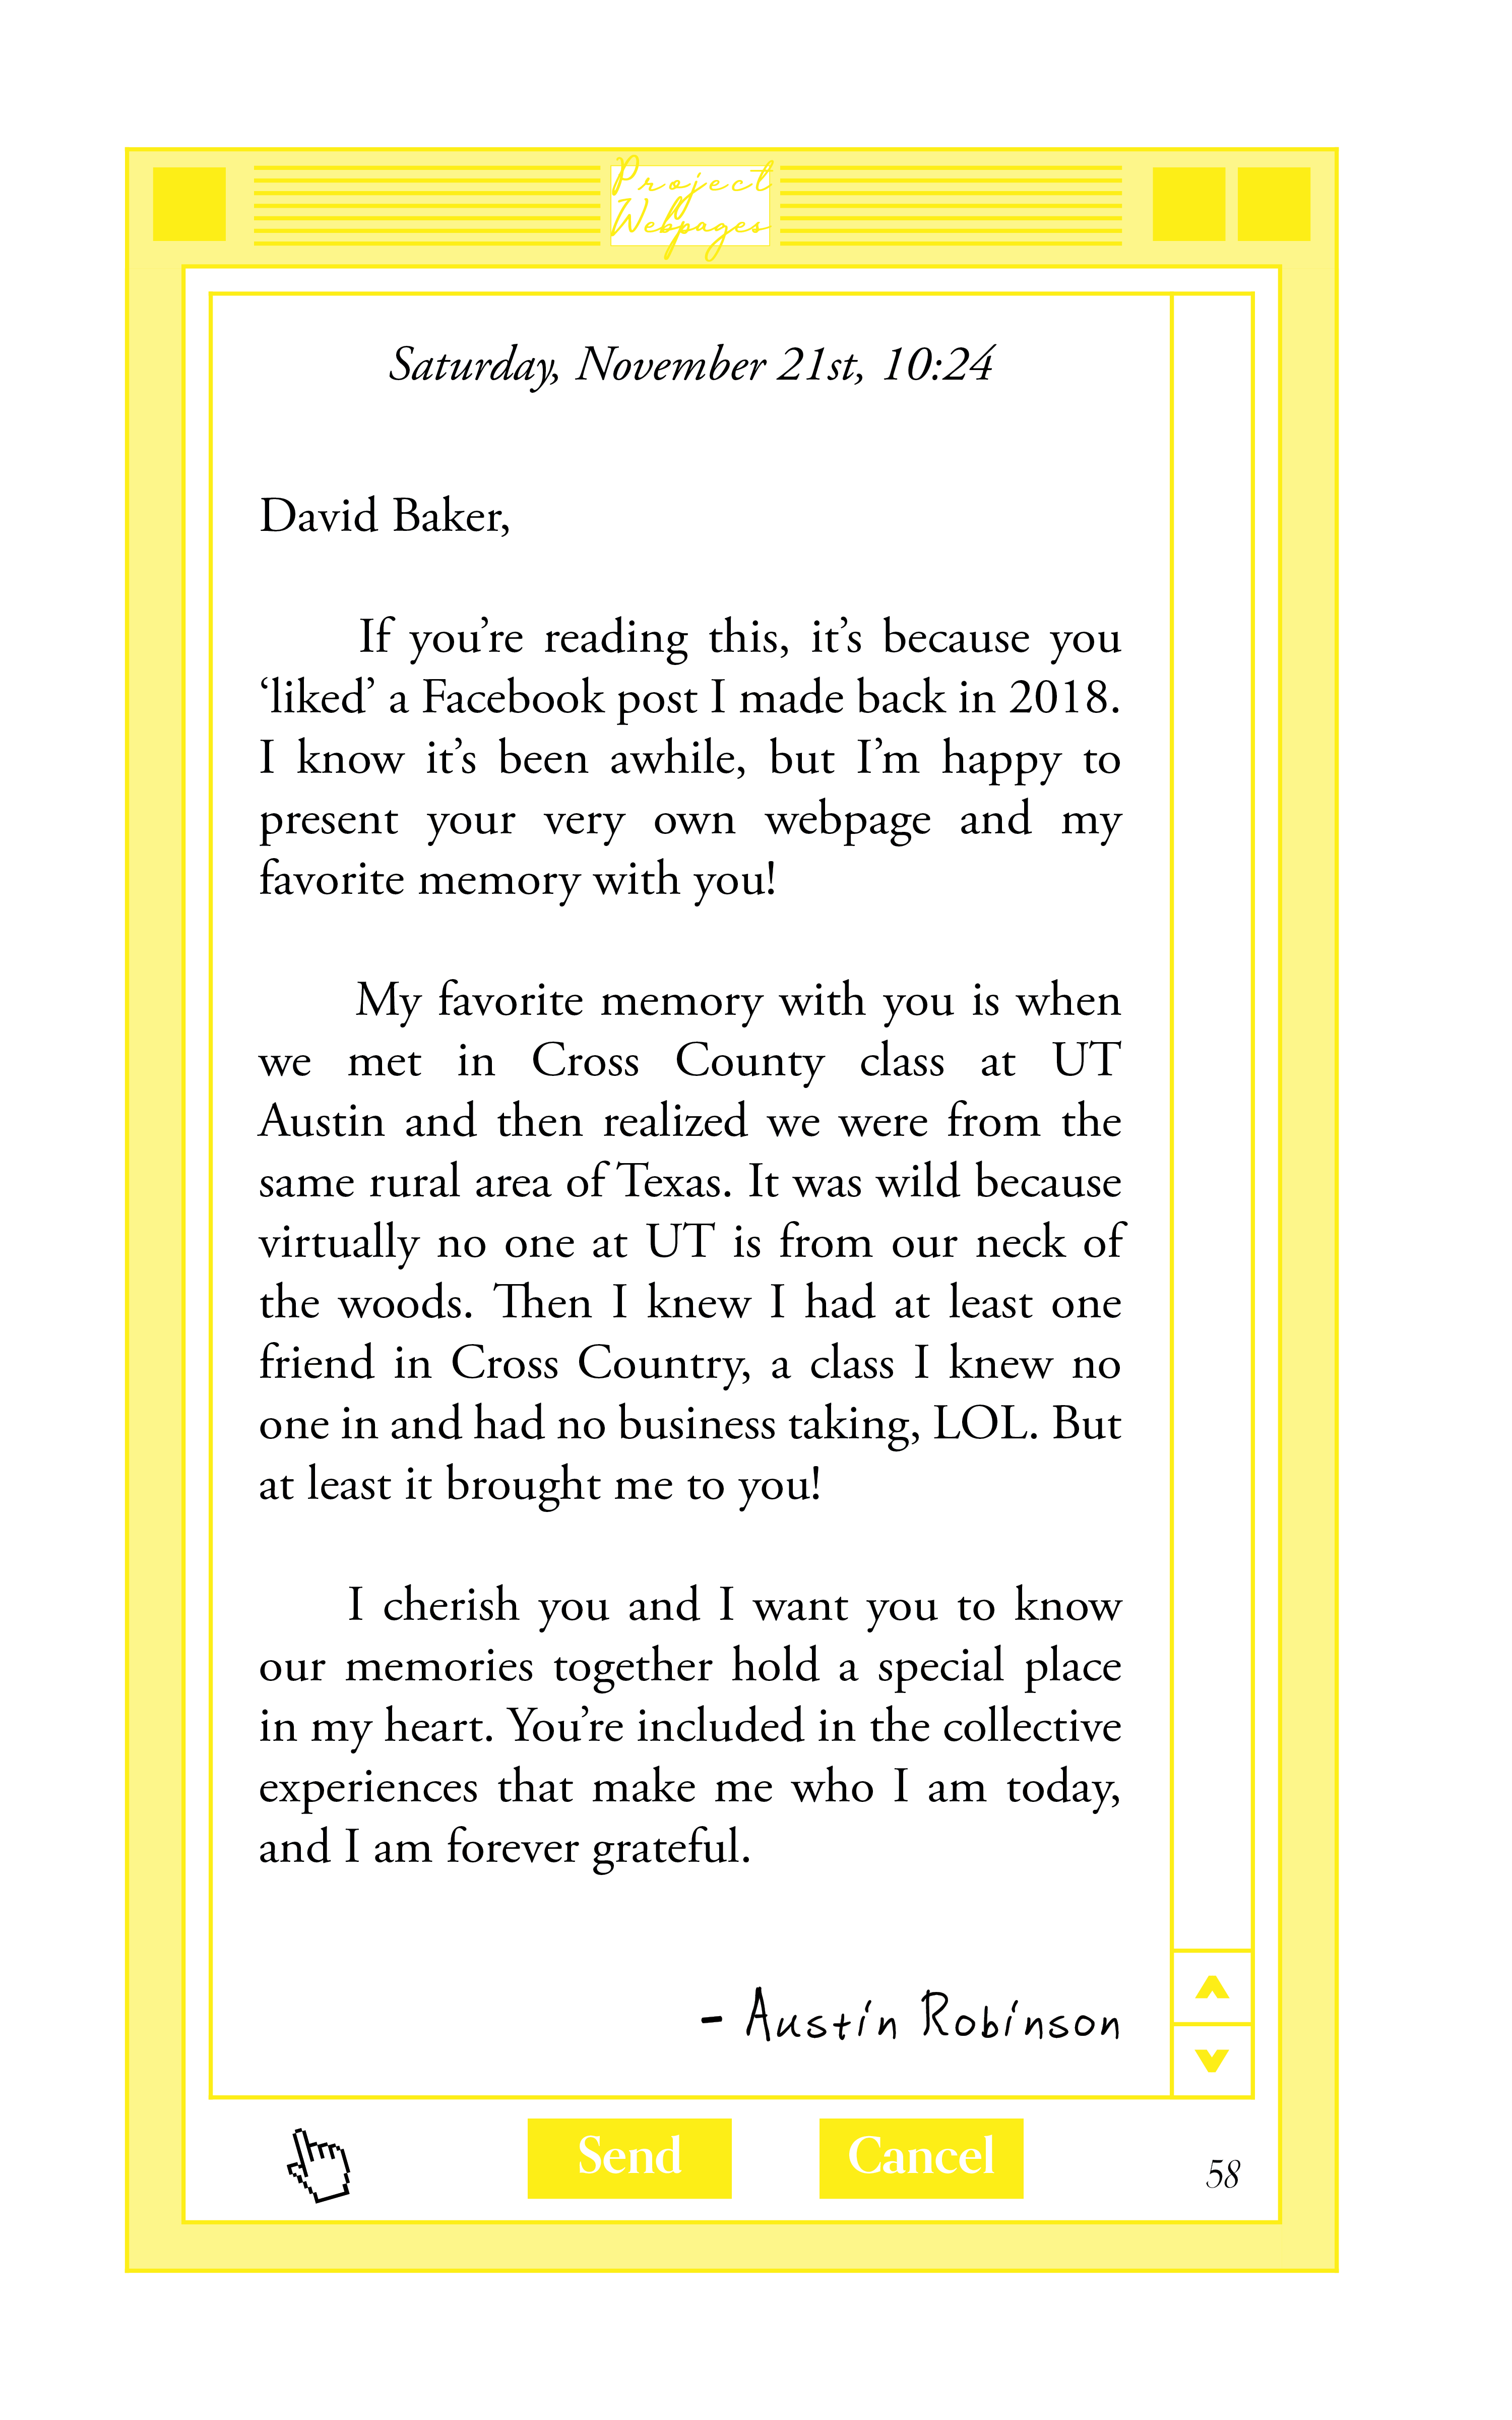 Project
Webpages
Saturday, November 21st, 10:24
David Baker,
If you’re reading this, it’s because you
‘liked’ a Facebook post I made back in 2018.
I know it’s been awhile, but I’m happy to
present your very own webpage and my
favorite memory with you!
My favorite memory with you is when
we met in Cross County class at UT
Austin and then realized we were from the
same rural area of Texas. It was wild because
virtually no one at UT is from our neck of
the woods. Then I knew I had at least one
friend in Cross Country, a class I knew no
one in and had no business taking, LOL. But
at least it brought me to you!
I cherish you and I want you to know
our memories together hold a special place
in my heart. You’re included in the collective
experiences that make me who I am today,
and I am forever grateful.
- Austin Robinson
Send Cancel
58